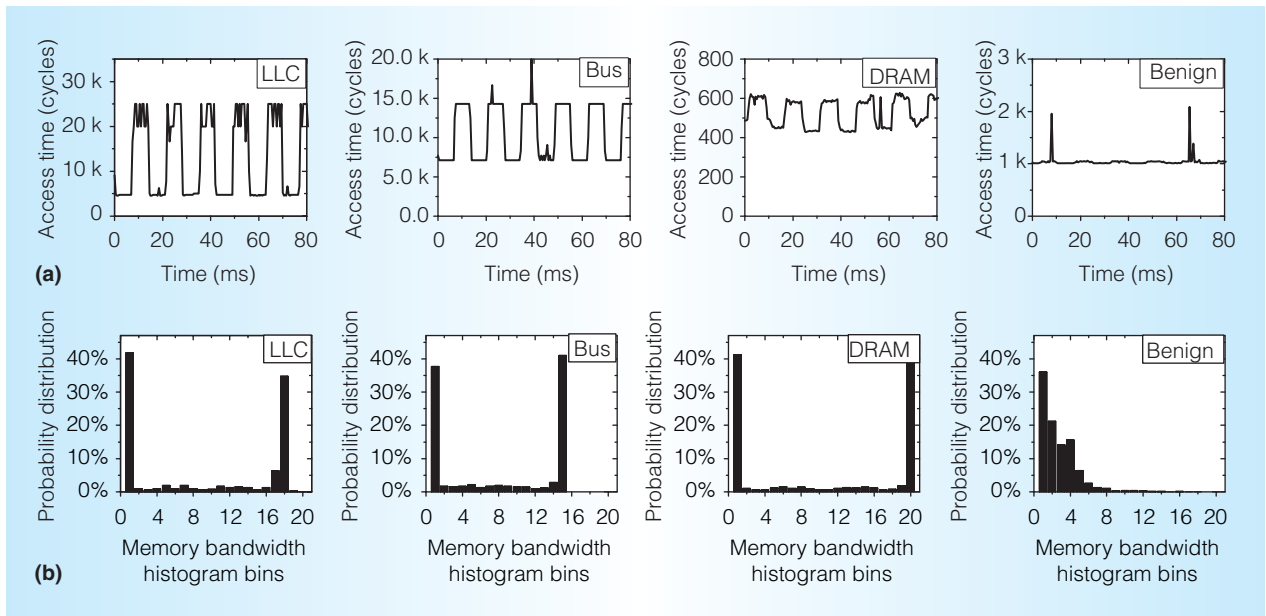 Access time (cycles)
30 k
20 k
10 k
0
LLC
0 20 40 60 80
Time (ms)
Access time (cycles)
20.0 k
15.0 k
10.0 k
5.0 k
0.0
Bus
0 20 40 60 80
Time (ms)
Access time (cycles)
800
600
400
200
0
DRAM
0 20 40 60 80
Time (ms)
Access time (cycles)
3 k
2 k
1 k
0
Benign
0 20 40 60 80
Time (ms)
(a)
Probability distribution
40%
30%
20%
10%
0%
LLC
0 4 8 12 16 20
Memory bandwidth
histogram bins
Probability distribution
40%
30%
20%
10%
0%
Bus
0 4 8 12 16 20
Memory bandwidth
histogram bins
Probability distribution
40%
30%
20%
10%
0%
DRAM
0 4 8 12 16 20
Memory bandwidth
histogram bins
Probability distribution
40%
30%
20%
10%
0%
Benign
0 4 8 12 16 20
Memory bandwidth
histogram bins
(b)